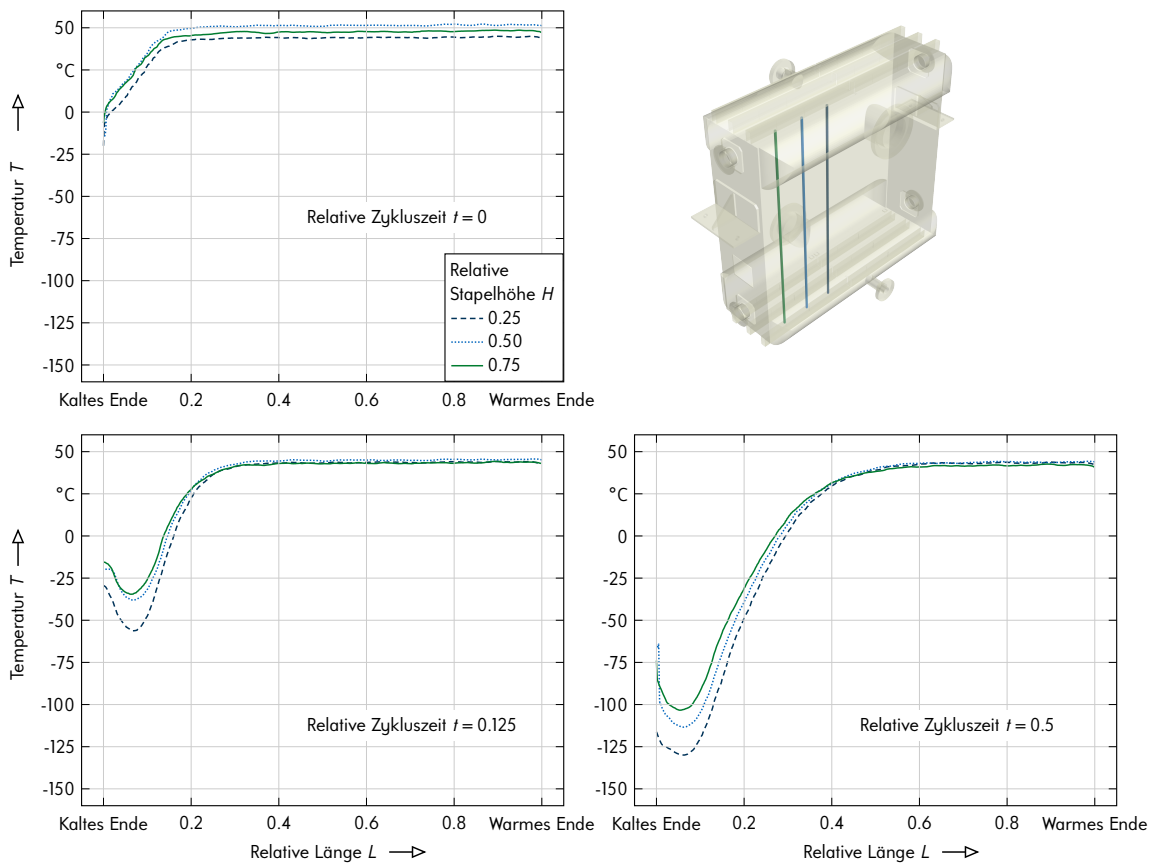 50
°C
0
-25
-50
-75
-100
-125
-150
Temperatur T
Relative Zykluszeit t = 0
Relative
Stapelhöhe H
0.25
0.50
0.75
Kaltes Ende 0.2 0.4 0.6 0.8 Warmes Ende
50
°C
0
-25
-50
-75
-100
-125
-150
Temperatur T
Relative Zykluszeit t = 0.125
Kaltes Ende 0.2 0.4 0.6 0.8 Warmes Ende
Relative Länge L
50
°C
0
-25
-50
-75
-100
-125
-150
Relative Zykluszeit t = 0.5
Kaltes Ende 0.2 0.4 0.6 0.8 Warmes Ende
Relative Länge L